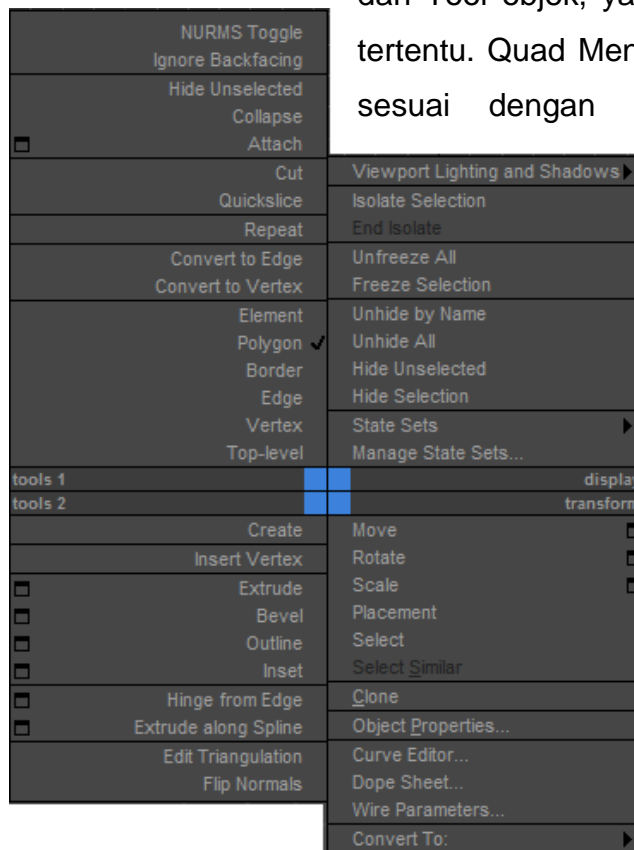 dan Tool objek, ya
tertentu. Quad Men
sesuai dengan
NURMS Toggle
Ignore Backfacing
Hide Unselected
Collapse
Attach
Cut
Quickslice
Repeat
Convert to Edge
Convert to Vertex
Element
Polygon
Border
Edge
Vertex
Top-level
tools 1
Viewport Lighting and Shadows
Isolate Selection
End Isolate
Unfreeze All
Freeze Selection
Unhide by Name
Unhide All
Hide Unselected
Hide Selection
State Sets
Manage State Sets...
display
tools 2
Create
Insert Vertex
Extrude
Bevel
Outline
Inset
Hinge from Edge
Extrude along Spline
Edit Triangulation
Flip Normals
transform
Move
Rotate
Scale
Placement
Select
Select Similar
Clone
Object Properties...
Curve Editor...
Dope Sheet...
Wire Parameters...
Convert To: